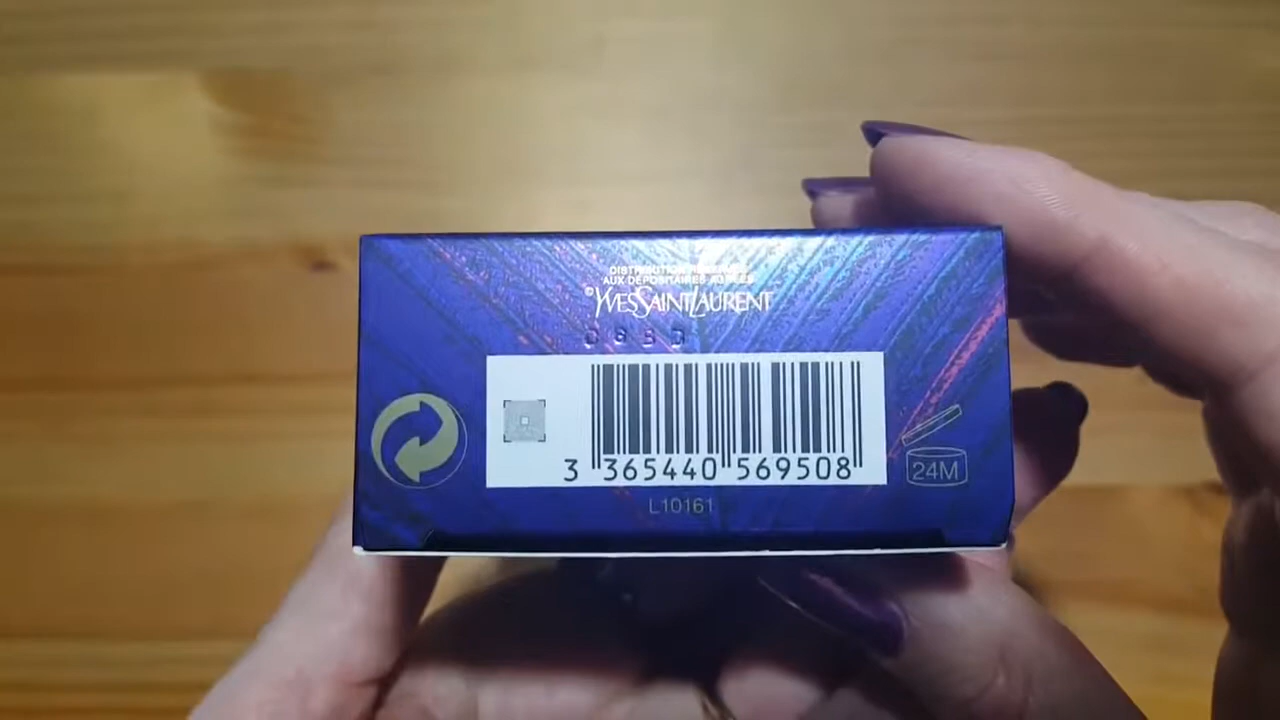 DISTRIBUTION RÉSERVÉE
AUX DÉPOSITAIRES AGRÉÉS
©YVESSAINTLAURENT
3 365440 569508
24M
L10161